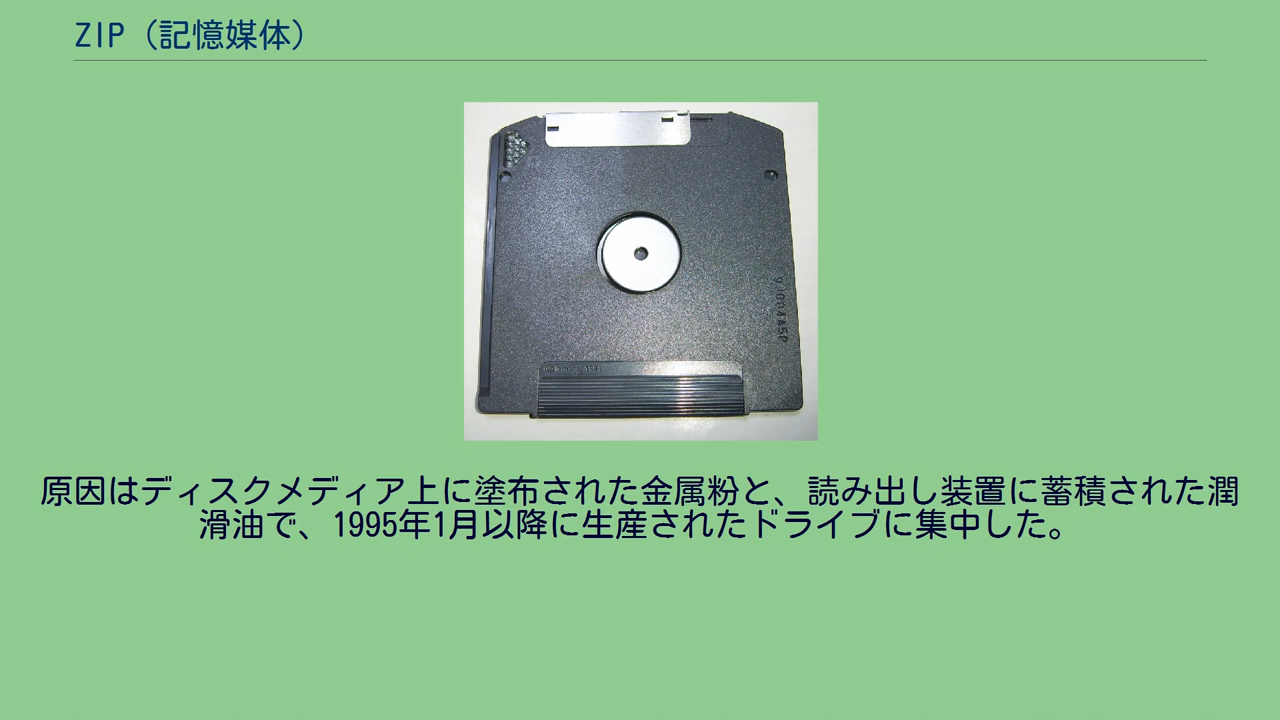 ZIP（記憶媒体）
原因はディスクメディア上に塗布された金属粉と、読み出し装置に蓄積された潤
滑油で、1995年1月以降に生産されたドライブに集中した。